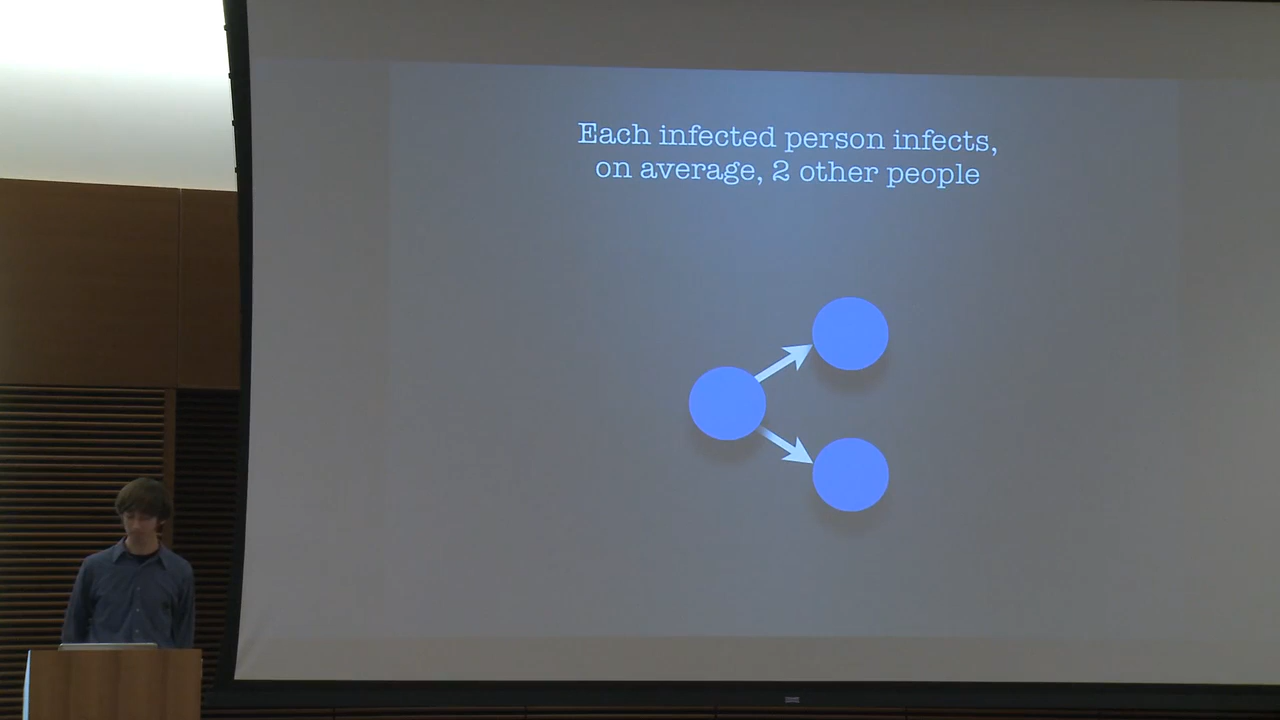 Each infected person infects,
on average, 2 other people